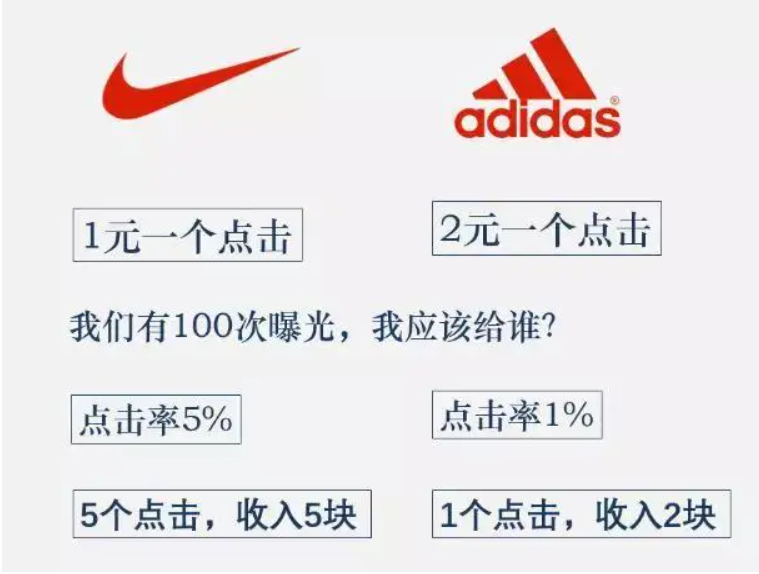 adidas®
1元一个点击
2元一个点击
我们有100次曝光，我应该给谁？
点击率5%
点击率1%
5个点击，收入5块
1个点击，收入2块